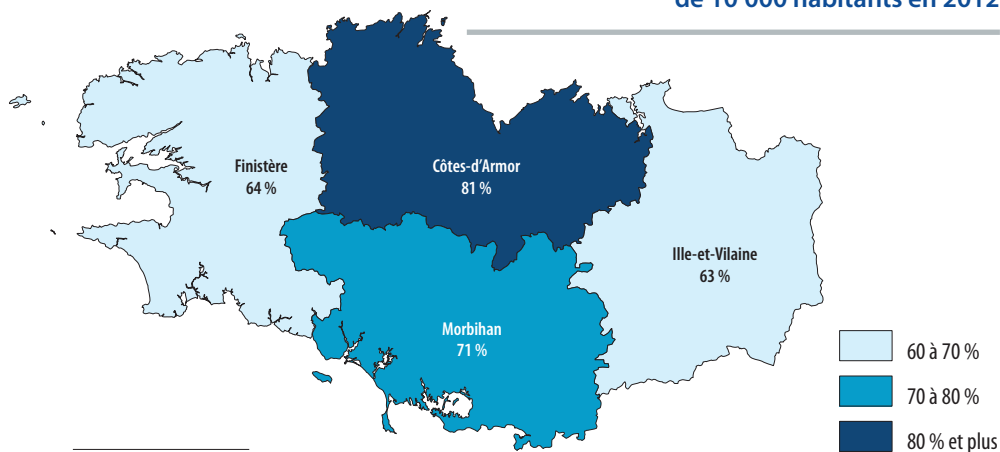 de 10 000 habitants en 2012
Finistère
64 %
Côtes-d’Armor
81 %
Ille-et-Vilaine
63 %
Morbihan
71 %
60 à 70 %
70 à 80 %
80 % et plus